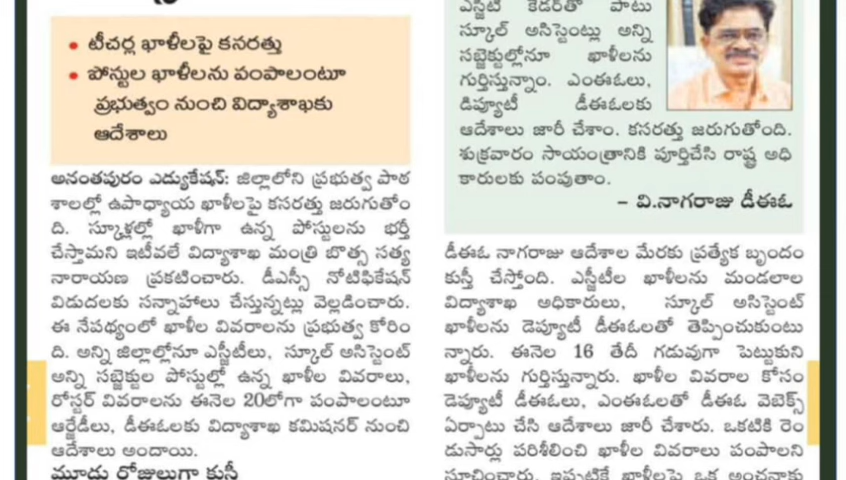 • టీచర్ల ఖాళీలపై కసరత్తు
• పోస్టుల ఖాళీలను పంపాలంటూ
ప్రభుత్వం నుంచి విద్యాశాఖకు
ఆదేశాలు
అనంతపురం ఎడ్యుకేషన్: జిల్లాలోని ప్రభుత్వ పాఠ
శాలల్లో ఉపాధ్యాయ ఖాళీలపై కసరత్తు జరుగుతోం
ది. స్కూళ్లల్లో ఖాళీగా ఉన్న పోస్టులను భర్తీ
చేస్తామని ఇటీవలే విద్యాశాఖ మంత్రి బొత్స సత్య
నారాయణ ప్రకటించారు. డీఎస్సీ నోటిఫికేషన్
విడుదలకు సన్నాహాలు చేస్తున్నట్లు వెల్లడించారు.
ఈ నేపథ్యంలో ఖాళీల వివరాలను ప్రభుత్వ కోరిం
ది. అన్ని జిల్లాల్లోనూ ఎస్జీటీలు, స్కూల్ అసిస్టెంట్
అన్ని సబ్జెక్టుల పోస్టుల్లో ఉన్న ఖాళీల వివరాలు,
రోస్టర్ వివరాలను ఈనెల 20లోగా పంపాలంటూ
ఆర్జేడీలు, డీఈఓలకు విద్యాశాఖ కమిషనర్ నుంచి
ఆదేశాలు అందాయి.
మూడు రోజులుగా కుస్తీ
ఎస్జీటీ కేడర్‌తో పాటు
స్కూల్ అసిస్టెంట్లు అన్ని
సబ్జెక్టుల్లోనూ ఖాళీలను
గుర్తిస్తున్నాం. ఎంఈఓలు,
డిప్యూటీ డీఈఓలకు
ఆదేశాలు జారీ చేశాం. కసరత్తు జరుగుతోంది.
శుక్రవారం సాయంత్రానికి పూర్తిచేసి రాష్ట్ర అధి
కారులకు పంపుతాం.
– వి.నాగరాజు డీఈఓ
డీఈఓ నాగరాజు ఆదేశాల మేరకు ప్రత్యేక బృందం
కుస్తీ చేస్తోంది. ఎస్జీటీల ఖాళీలను మండలాల
విద్యాశాఖ అధికారులు, స్కూల్ అసిస్టెంట్
ఖాళీలను డెప్యూటీ డీఈఓలతో తెప్పించుకుంటు
న్నారు. ఈనెల 16 తేదీ గడువుగా పెట్టుకుని
ఖాళీలను గుర్తిస్తున్నారు. ఖాళీల వివరాల కోసం
డెప్యూటీ డీఈఓలు, ఎంఈఓలతో డీఈఓ వెబెక్స్
ఏర్పాటు చేసి ఆదేశాలు జారీ చేశారు. ఒకటికి రెం
డుసార్లు పరిశీలించి ఖాళీల వివరాలు పంపాలని
సూచించారు. ఇప్పటికే ఖాళీలపై ఒక అంచనాకు